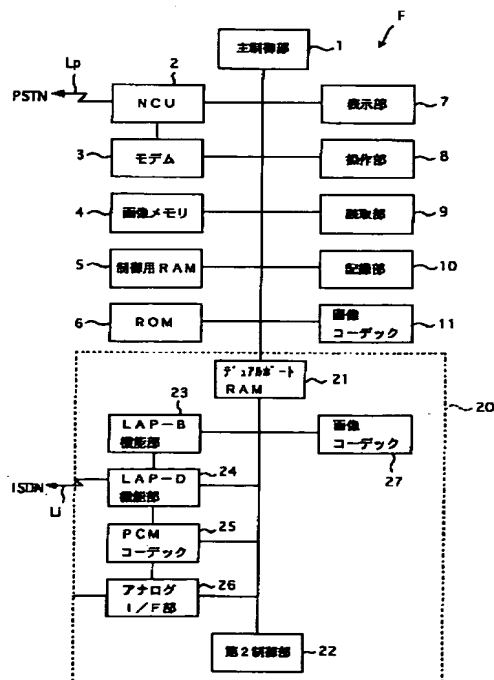 F
主制御部
1
Lp
2
PSTN
NCU
表示部
7
3
モデム
操作部
8
4
画像メモリ
読取部
9
5
制御用RAM
記録部
10
6
ROM
画像
コーデック
11
デュアルポート
RAM
21
20
23
LAP-B
機能部
画像
コーデック
27
24
ISDN
LAP-D
機能部
Li
25
PCM
コーデック
26
アナログ
I/F部
第2制御部
22